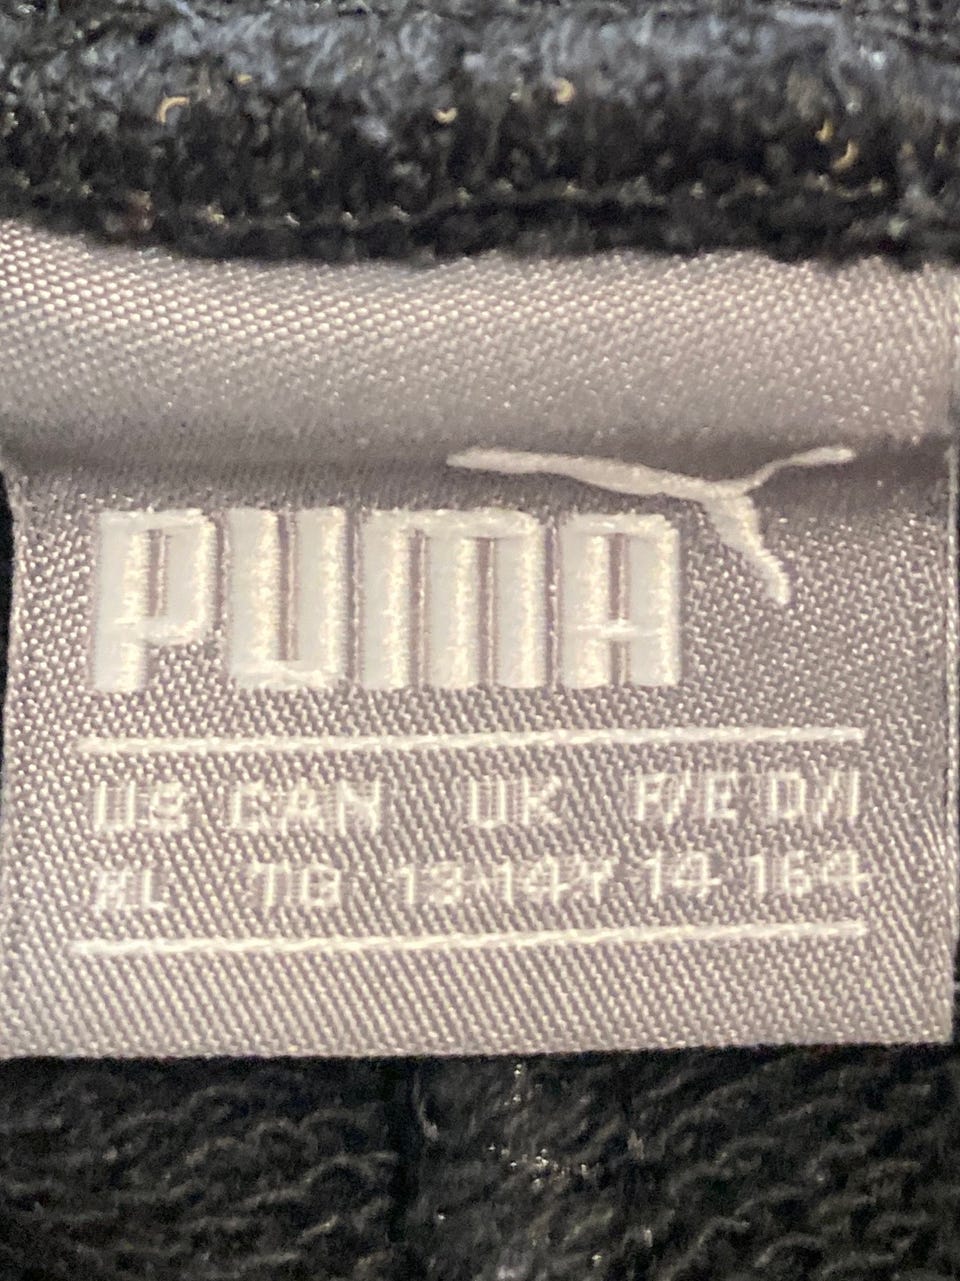 PUMA
US CAN UK F/E D/I
XL TG 13-14Y 14 164